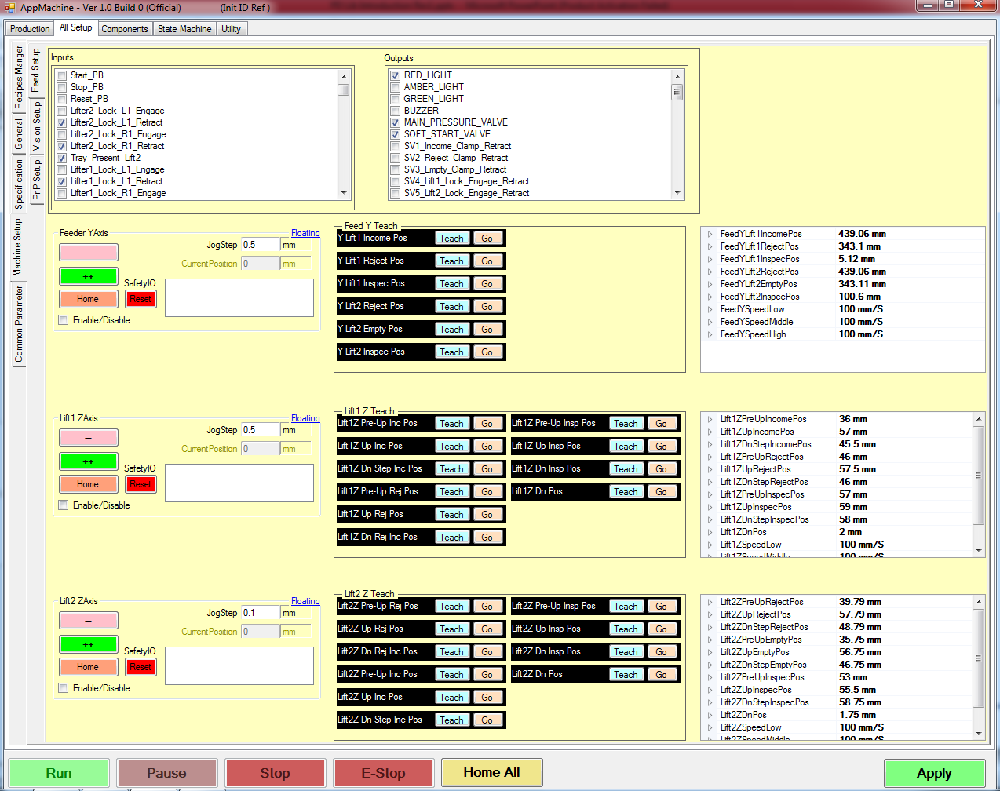 AppMachine - Ver 1.0 Build 0 (Official) (Init ID Ref )
Production All Setup Components State Machine Utility
Recipes Manger
General
Specification
Machine Setup
Common Parameter
Feed Setup
Vision Setup
PnP Setup
Inputs
Start_PB
Stop_PB
Reset_PB
Lifter2_Lock_L1_Engage
Lifter2_Lock_L1_Retract
Lifter2_Lock_R1_Engage
Lifter2_Lock_R1_Retract
Tray_Present_Lift2
Lifter1_Lock_L1_Engage
Lifter1_Lock_L1_Retract
Lifter1_Lock_R1_Engage
Outputs
RED_LIGHT
AMBER_LIGHT
GREEN_LIGHT
BUZZER
MAIN_PRESSURE_VALVE
SOFT_START_VALVE
SV1_Income_Clamp_Retract
SV2_Reject_Clamp_Retract
SV3_Empty_Clamp_Retract
SV4_Lift1_Lock_Engage_Retract
SV5_Lift2_Lock_Engage_Retract
Feeder YAxis
Floating
--
JogStep 0.5 mm
CurrentPosition 0 mm
++
SafetyIO
Home Reset
Enable/Disable
Feed Y Teach
Y Lift1 Income Pos Teach Go
Y Lift1 Reject Pos Teach Go
Y Lift1 Inspec Pos Teach Go
Y Lift2 Reject Pos Teach Go
Y Lift2 Empty Pos Teach Go
Y Lift2 Inspec Pos Teach Go
FeedYLift1IncomePos 439.06 mm
FeedYLift1RejectPos 343.1 mm
FeedYLift1InspecPos 5.12 mm
FeedYLift2RejectPos 439.06 mm
FeedYLift2EmptyPos 343.11 mm
FeedYLift2InspecPos 100.6 mm
FeedYSpeedLow 100 mm/S
FeedYSpeedMiddle 100 mm/S
FeedYSpeedHigh 100 mm/S
Lift1 ZAxis
Floating
--
JogStep 0.5 mm
CurrentPosition 0 mm
++
SafetyIO
Home Reset
Enable/Disable
Lift1 Z Teach
Lift1Z Pre-Up Inc Pos Teach Go Lift1Z Pre-Up Insp Pos Teach Go
Lift1Z Up Inc Pos Teach Go Lift1Z Up Insp Pos Teach Go
Lift1Z Dn Step Inc Pos Teach Go Lift1Z Dn Insp Pos Teach Go
Lift1Z Pre-Up Rej Pos Teach Go Lift1Z Dn Pos Teach Go
Lift1Z Up Rej Pos Teach Go
Lift1Z Dn Rej Inc Pos Teach Go
Lift1ZPreUpIncomePos 36 mm
Lift1ZUpIncomePos 57 mm
Lift1ZDnStepIncomePos 45.5 mm
Lift1ZPreUpRejectPos 46 mm
Lift1ZUpRejectPos 57.5 mm
Lift1ZDnStepRejectPos 46 mm
Lift1ZPreUpInspecPos 57 mm
Lift1ZUpInspecPos 59 mm
Lift1ZDnStepInspecPos 58 mm
Lift1ZDnPos 2 mm
Lift1ZSpeedLow 100 mm/S
Lift1ZSpeedMiddle 100 mm/S
Lift2 ZAxis
Floating
--
JogStep 0.1 mm
CurrentPosition 0 mm
++
SafetyIO
Home Reset
Enable/Disable
Lift2 Z Teach
Lift2Z Pre-Up Rej Pos Teach Go Lift2Z Pre-Up Insp Pos Teach Go
Lift2Z Up Rej Pos Teach Go Lift2Z Up Insp Pos Teach Go
Lift2Z Dn Rej Inc Pos Teach Go Lift2Z Dn Insp Pos Teach Go
Lift2Z Pre-Up Inc Pos Teach Go Lift2Z Dn Pos Teach Go
Lift2Z Up Inc Pos Teach Go
Lift2Z Dn Step Inc Pos Teach Go
Lift2ZPreUpRejectPos 39.79 mm
Lift2ZUpRejectPos 57.79 mm
Lift2ZDnStepRejectPos 48.79 mm
Lift2ZPreUpEmptyPos 35.75 mm
Lift2ZUpEmptyPos 56.75 mm
Lift2ZDnStepEmptyPos 46.75 mm
Lift2ZPreUpInspecPos 53 mm
Lift2ZUpInspecPos 55.5 mm
Lift2ZDnStepInspecPos 58.75 mm
Lift2ZDnPos 1.75 mm
Lift2ZSpeedLow 100 mm/S
Lift2ZSpeedMiddle 100 mm/S
Run Pause Stop E-Stop Home All Apply